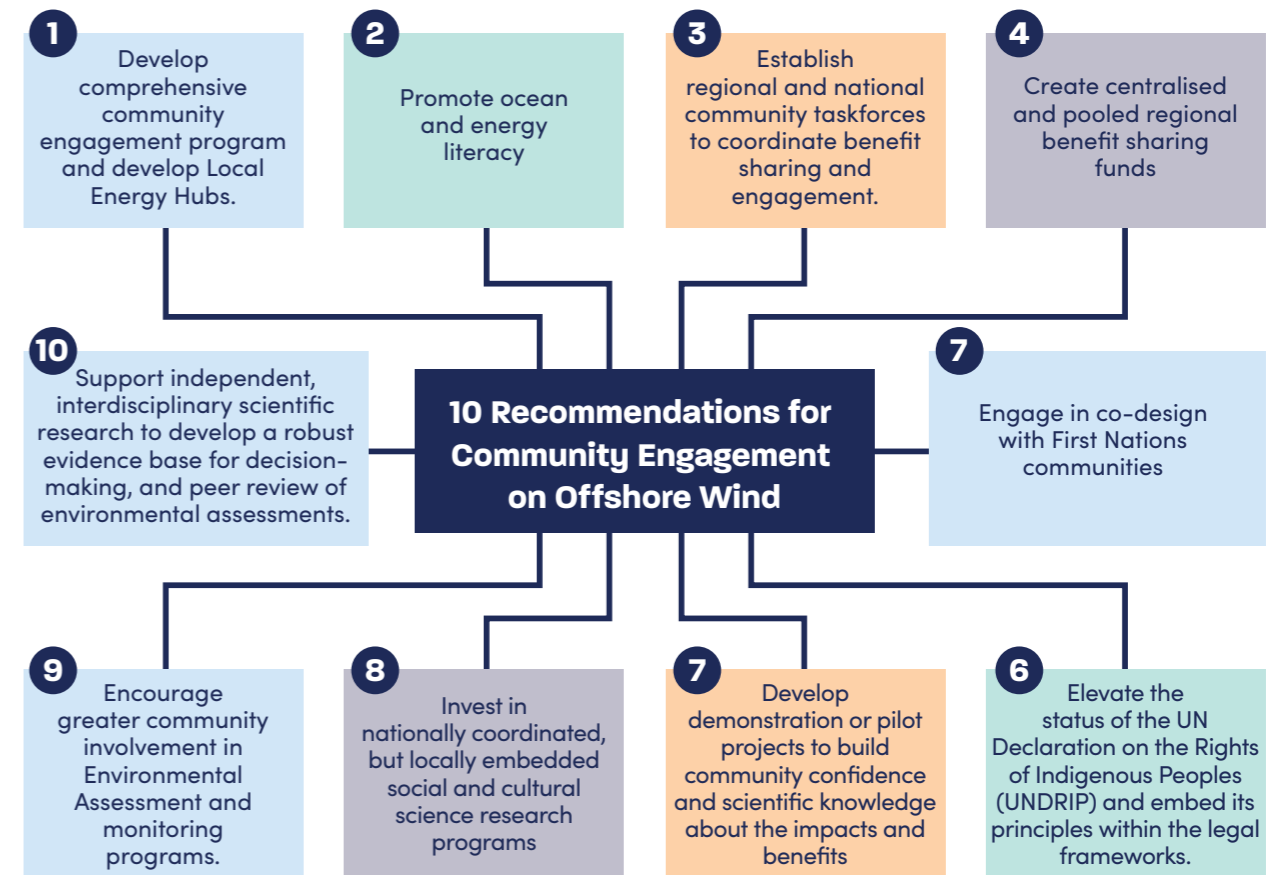 1
Develop
comprehensive
community
engagement program
and develop Local
Energy Hubs.
2
Promote ocean
and energy
literacy
3
Establish
regional and national
community taskforces
to coordinate benefit
sharing and
engagement.
4
Create centralised
and pooled regional
benefit sharing
funds
10
Support independent,
interdisciplinary scientific
research to develop a robust
evidence base for decision-
making, and peer review of
environmental assessments.
10 Recommendations for
Community Engagement
on Offshore Wind
7
Engage in co-design
with First Nations
communities
9
Encourage
greater community
involvement in
Environmental
Assessment and
monitoring
programs.
8
Invest in
nationally coordinated,
but locally embedded
social and cultural
science research
programs
7
Develop
demonstration or pilot
projects to build
community confidence
and scientific knowledge
about the impacts and
benefits
6
Elevate the
status of the UN
Declaration on the Rights
of Indigenous Peoples
(UNDRIP) and embed its
principles within the legal
frameworks.